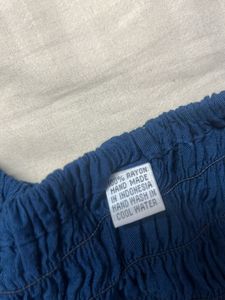 100% RAYON
HAND MADE
IN INDONESIA
HAND WASH IN
COOL WATER